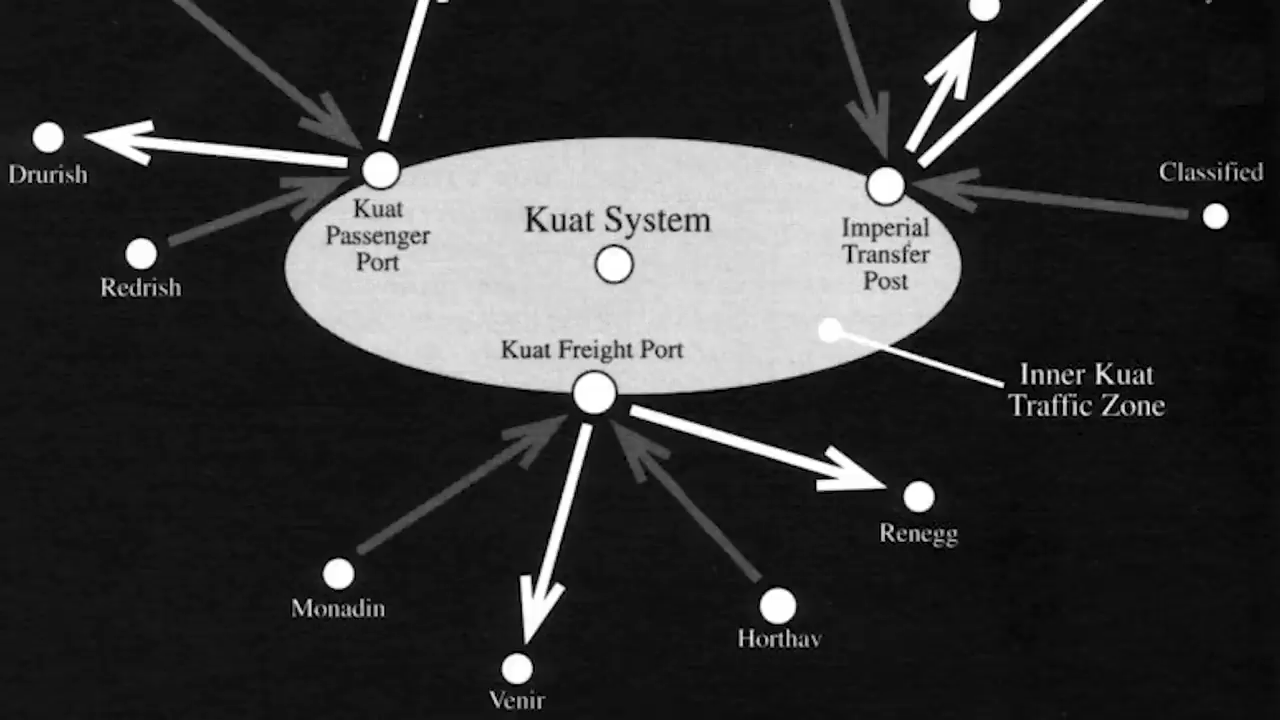 Drurish
Classified
Kuat
Passenger
Port
Kuat System
Imperial
Transfer
Post
Redrish
Kuat Freight Port
Inner Kuat
Traffic Zone
Renegg
Monadin
Horthav
Venir